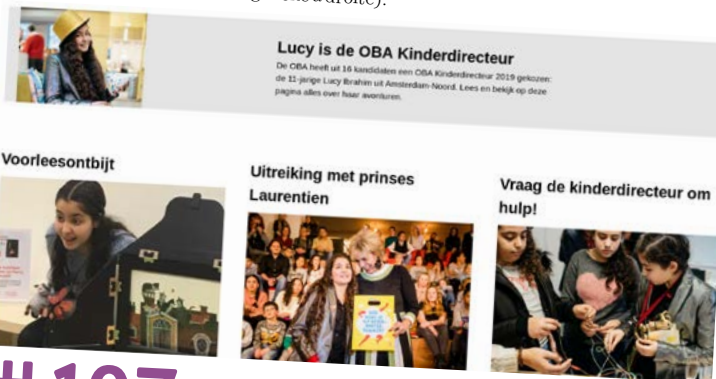 Lucy is de OBA Kinderdirecteur
De OBA heeft uit 16 kandidaten een OBA Kinderdirecteur 2019 gekozen:
de 11-jarige Lucy Ibrahim uit Amsterdam-Noord. Lees en bekijk op deze
pagina alles over haar avonturen.
Voorleesontbijt
Uitreiking met prinses
Laurentien
Vraag de kinderdirecteur om
hulp!